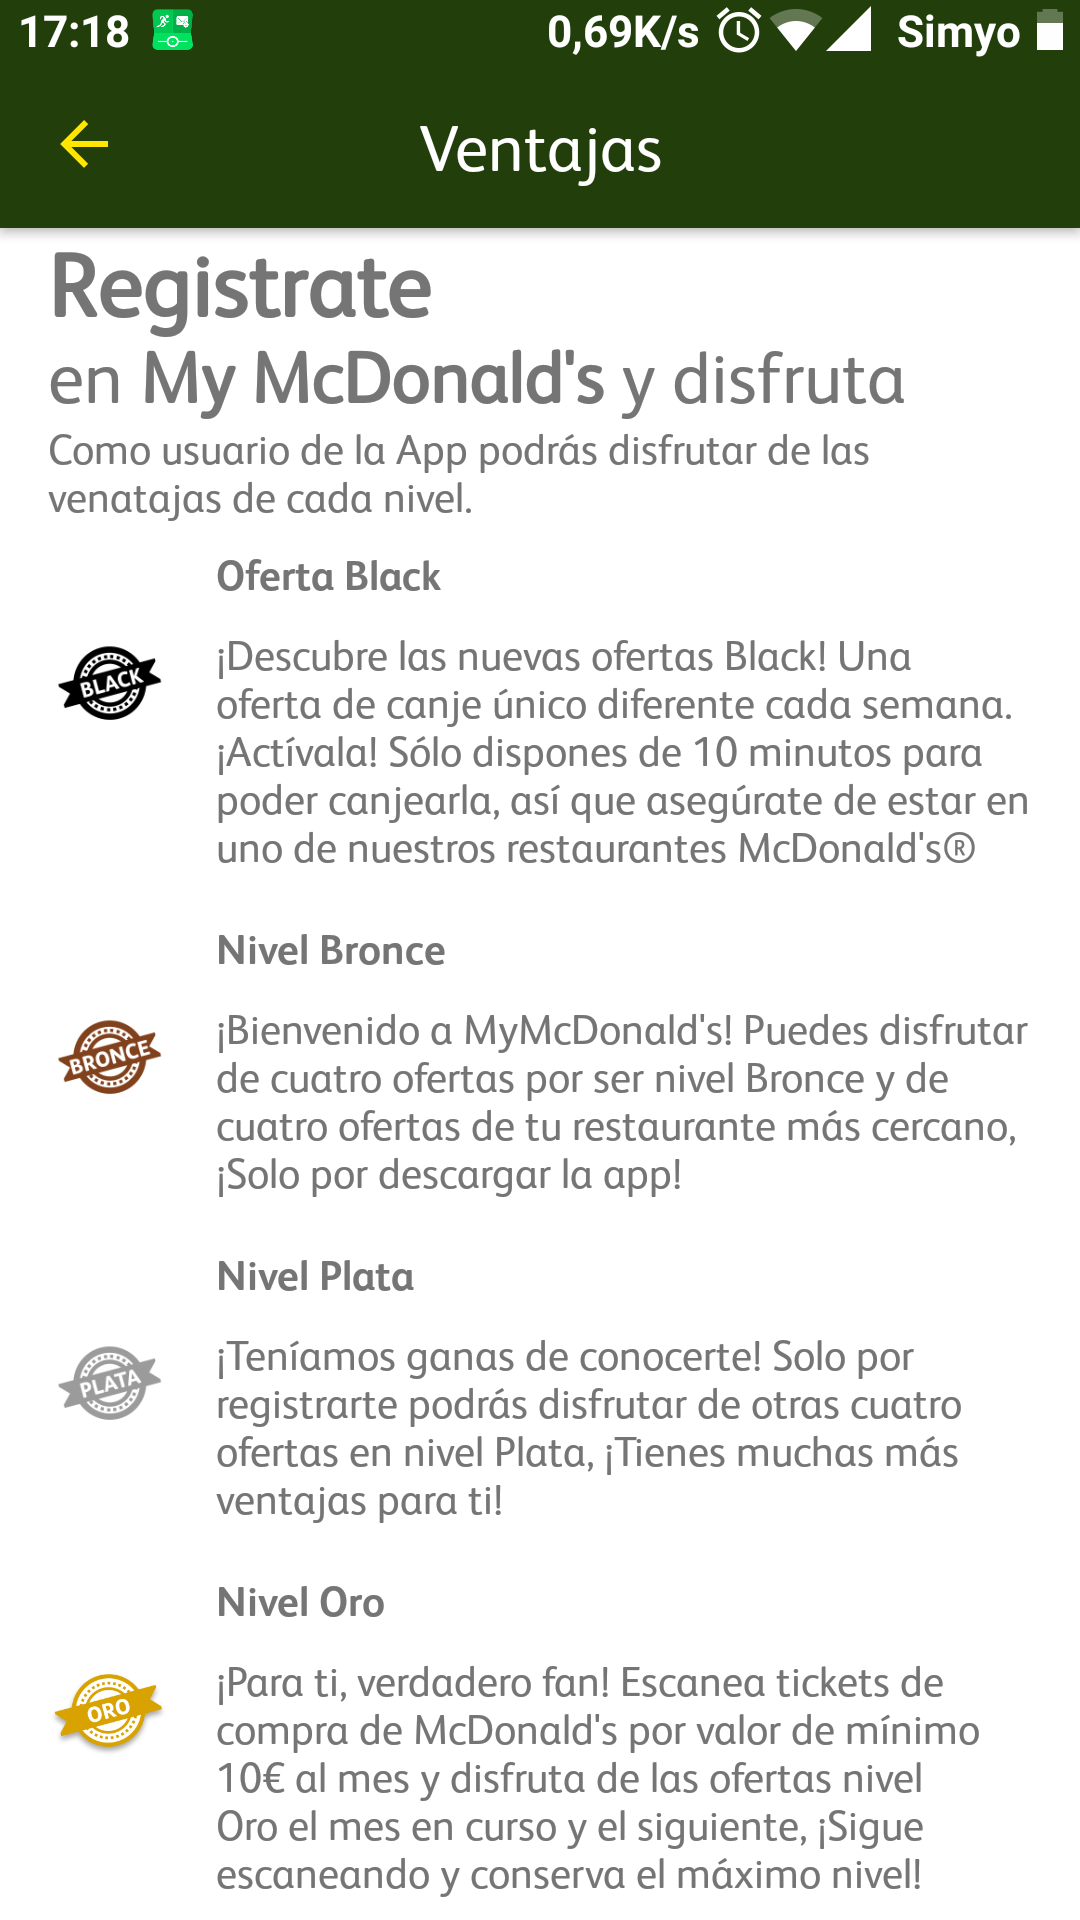 17:18 0,69K/s Simyo
Ventajas
Registrate
en My McDonald's y disfruta
Como usuario de la App podrás disfrutar de las
venatajas de cada nivel.
Oferta Black
BLACK
¡Descubre las nuevas ofertas Black! Una
oferta de canje único diferente cada semana.
¡Actívala! Sólo dispones de 10 minutos para
poder canjearla, así que asegúrate de estar en
uno de nuestros restaurantes McDonald's®
Nivel Bronce
BRONCE
¡Bienvenido a MyMcDonald's! Puedes disfrutar
de cuatro ofertas por ser nivel Bronce y de
cuatro ofertas de tu restaurante más cercano,
¡Solo por descargar la app!
Nivel Plata
PLATA
¡Teníamos ganas de conocerte! Solo por
registrarte podrás disfrutar de otras cuatro
ofertas en nivel Plata, ¡Tienes muchas más
ventajas para ti!
Nivel Oro
ORO
¡Para ti, verdadero fan! Escanea tickets de
compra de McDonald's por valor de mínimo
10€ al mes y disfruta de las ofertas nivel
Oro el mes en curso y el siguiente, ¡Sigue
escaneando y conserva el máximo nivel!